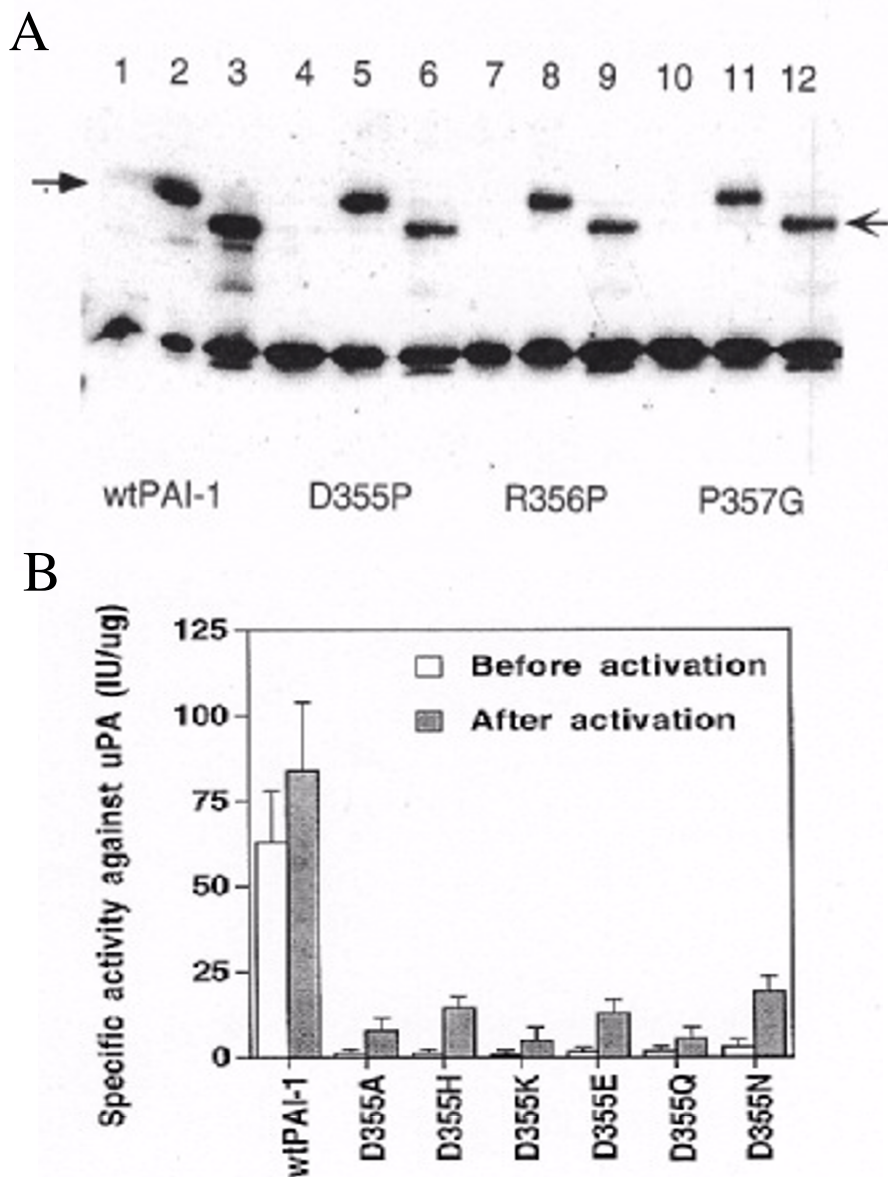 A
1 2 3 4 5 6 7 8 9 10 11 12
wtPAI-1 D355P R356P P357G
B
Specific activity against uPA (IU/ug)
125
100
75
50
25
0
Before activation
After activation
wtPAI-1
D355A
D355H
D355K
D355E
D355Q
D355N